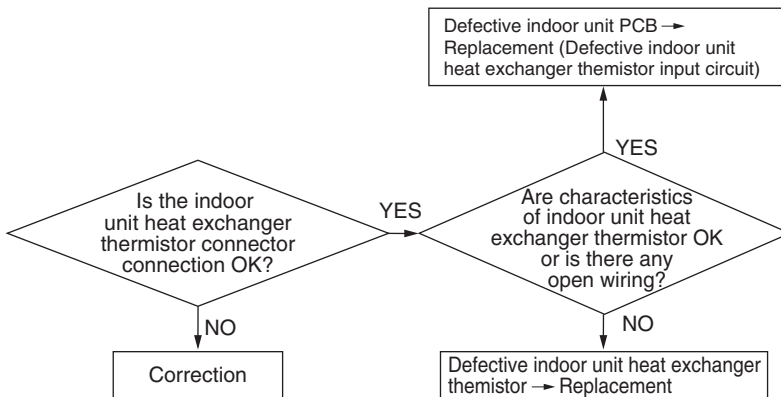 Defective indoor unit PCB →
Replacement (Defective indoor unit
heat exchanger themistor input circuit)
YES
Is the indoor
unit heat exchanger
thermistor connector
connection OK?
YES
Are characteristics
of indoor unit heat
exchanger thermistor OK
or is there any
open wiring?
NO
Correction
NO
Defective indoor unit heat exchanger
themistor → Replacement